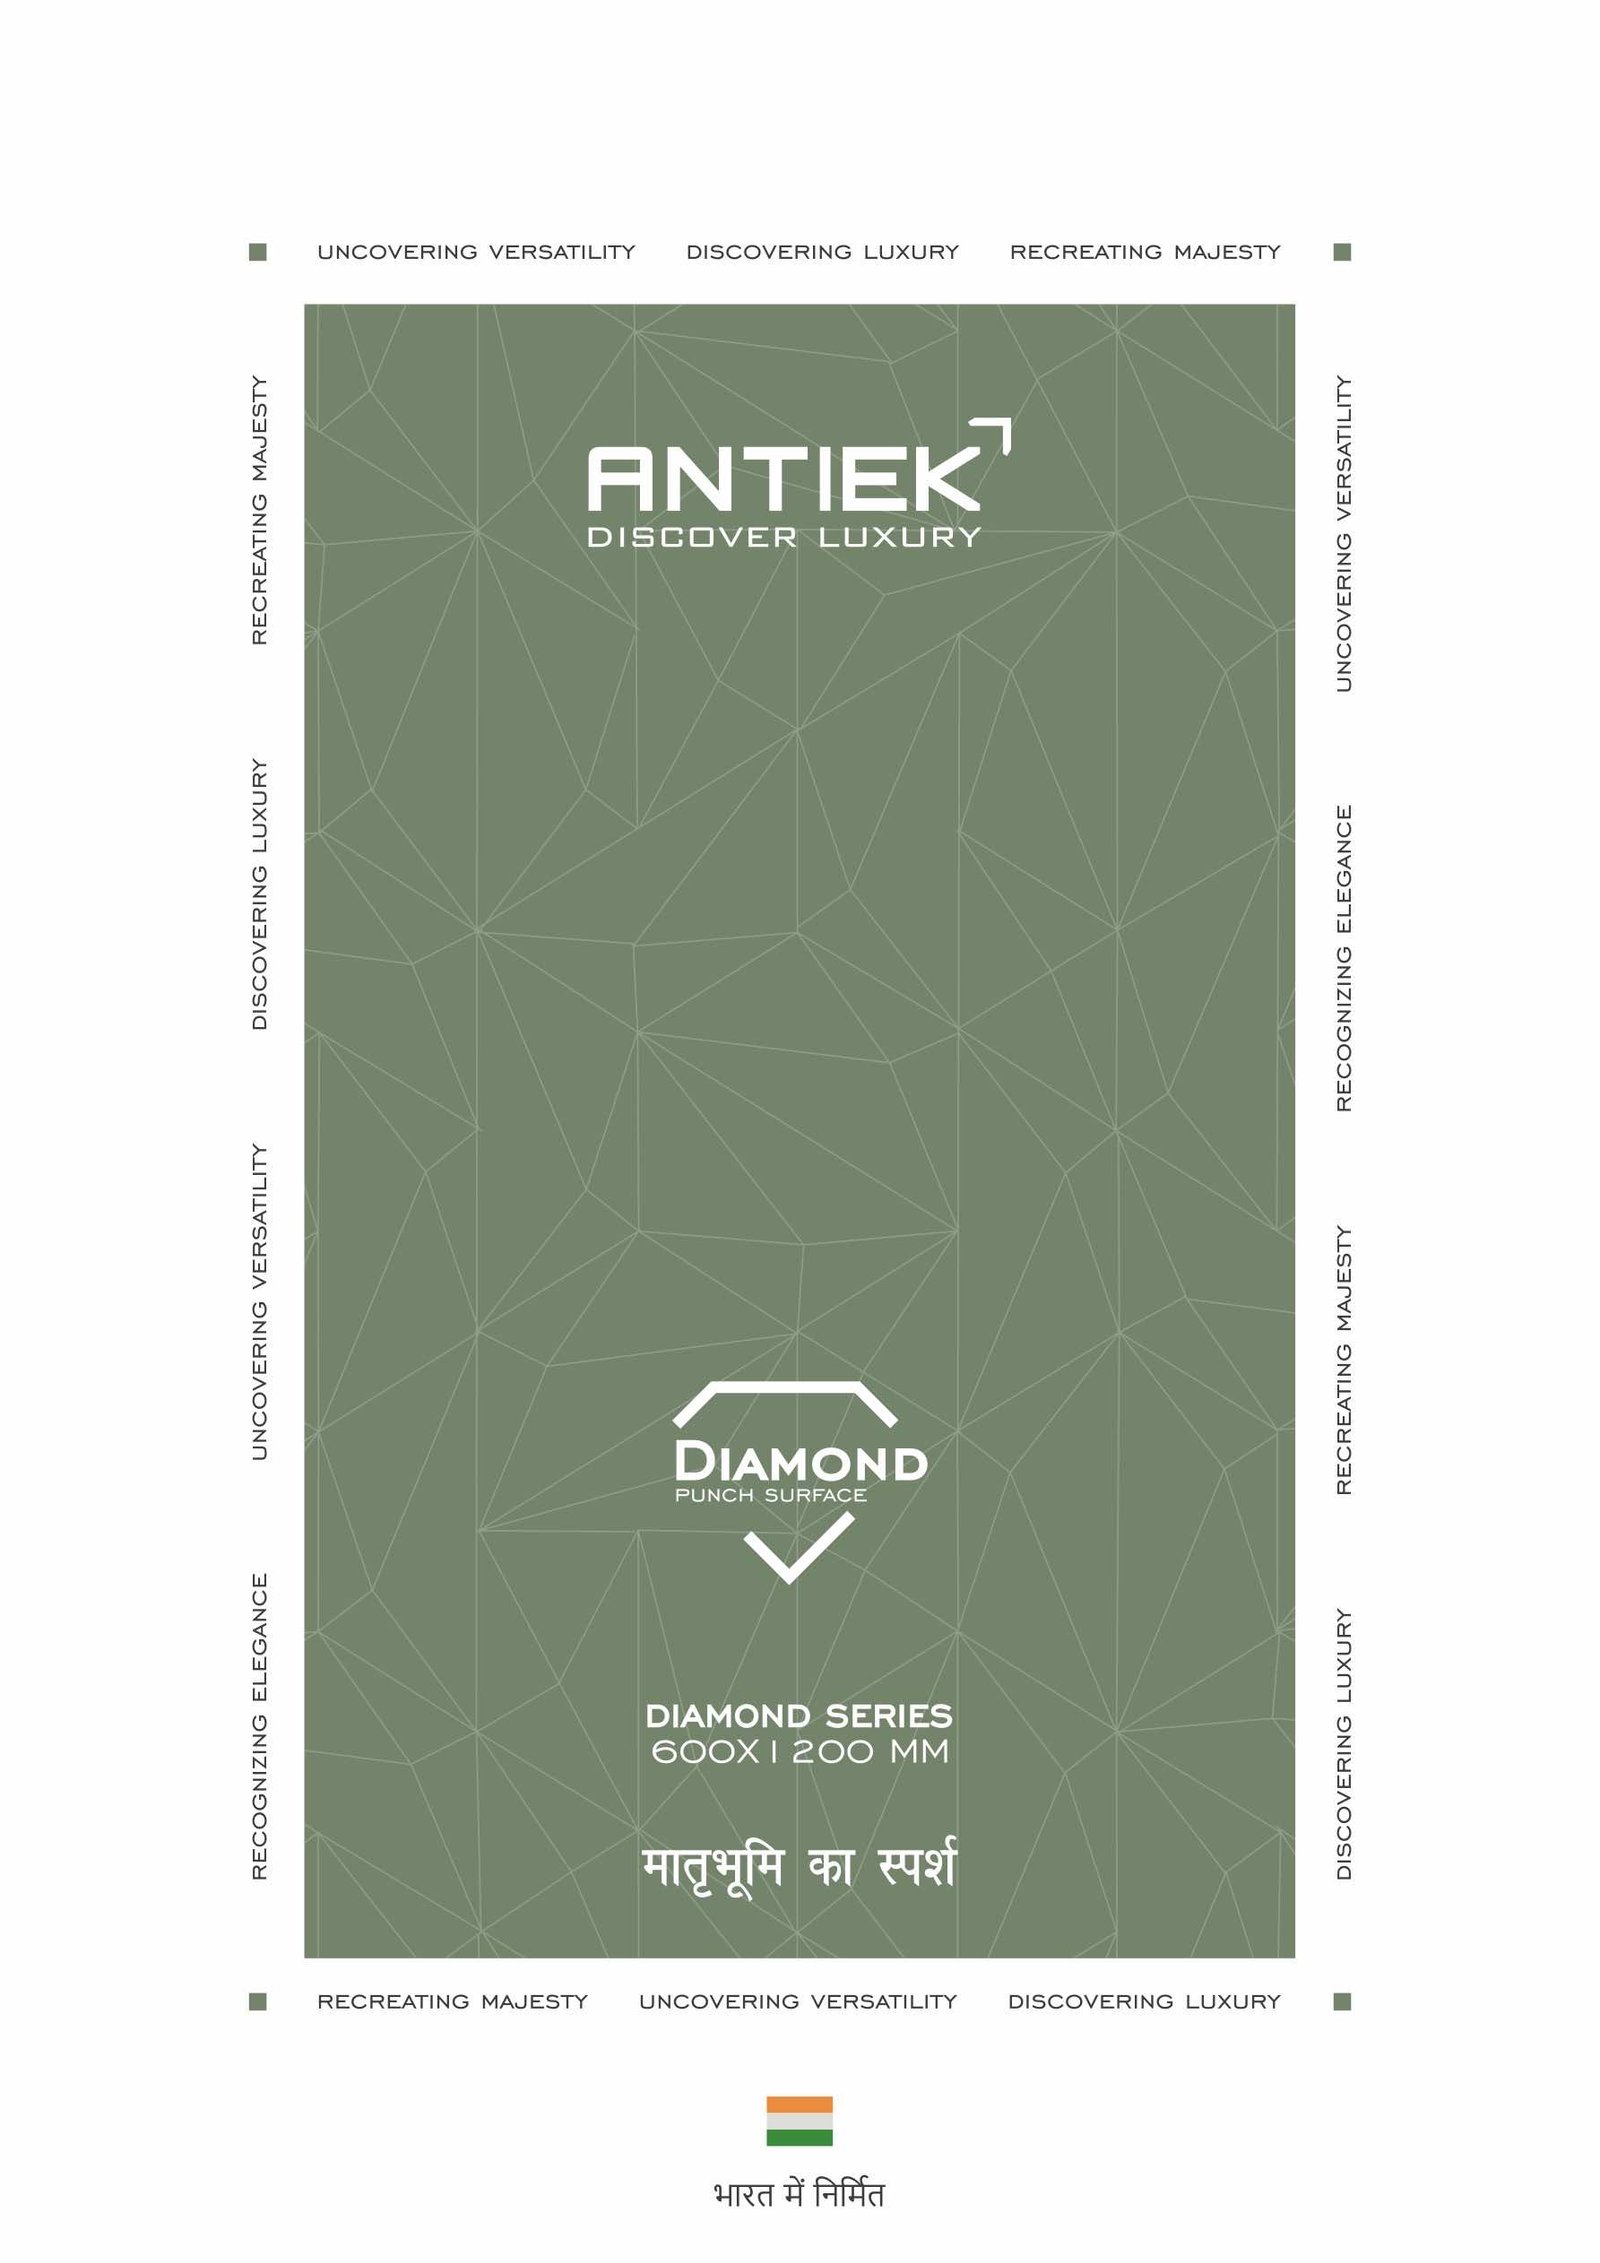 UNCOVERING VERSATILITY DISCOVERING LUXURY RECREATING MAJESTY
RECREATING MAJESTY
DISCOVERING LUXURY
UNCOVERING VERSATILITY
RECOGNIZING ELEGANCE
ANTIEK
DISCOVER LUXURY
DIAMOND
PUNCH SURFACE
DIAMOND SERIES
600X1200 MM
मातृभूमि का स्पर्श
UNCOVERING VERSATILITY
RECOGNIZING ELEGANCE
RECREATING MAJESTY
DISCOVERING LUXURY
RECREATING MAJESTY UNCOVERING VERSATILITY DISCOVERING LUXURY
भारत में निर्मित